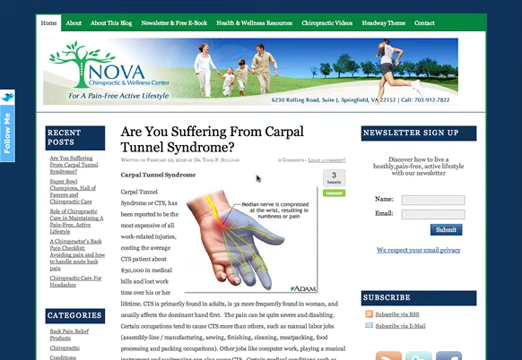 Home About About This Blog Newsletter & Free E-Book Health & Wellness Resources Chiropractic Videos Headway Theme Contact
NOVA
Chiropractic & Wellness Center
For A Pain-Free Active Lifestyle
6230 Rolling Road, Suite J, Springfield, VA 22152 | Call: 703-912-7822
Follow Me
RECENT
POSTS
Are You Suffering
From Carpal Tunnel
Syndrome?
Super Bowl
Champions, Hall of
Famers and
Chiropractic Care
Role of Chiropractic
Care in Maintaining A
Pain-Free, Active
Lifestyle
A Chiropractor's Back
Pain Checklist:
Avoiding pain and how
to handle acute back
pain
Chiropractic Care For
Headaches
CATEGORIES
Back Pain Relief
Products
Chiropractic
Conditions
Are You Suffering From Carpal
Tunnel Syndrome?
0 Comments · Leave a comment!
Carpal Tunnel Syndrome
3
tweets
retweet
Carpal Tunnel
Syndrome or CTS, has
been reported to be the
most expensive of all
work-related injuries,
costing the average
CTS patient about
$30,000 in medical
bills and lost work
time over his or her
Median nerve is compressed
at the wrist, resulting in
numbness or pain
ADAM.
lifetime. CTS is primarily found in adults, is 3x more frequently found in women, and
usually affects the dominant hand first. The pain can be quite severe and disabling.
Certain occupations tend to cause CTS more than others, such as manual labor jobs
(assembly-line / manufacturing, sewing, finishing, cleaning, meatpacking, food
processing and packing industries). Other jobs like computer work, playing a musical
NEWSLETTER SIGN UP
Discover how to live a
heathly,pain-free, active lifestyle
with our newsletter
Name:
Email:
Submit
We respect your email privacy
SUBSCRIBE
Subscribe via RSS
Subscribe via E-Mail